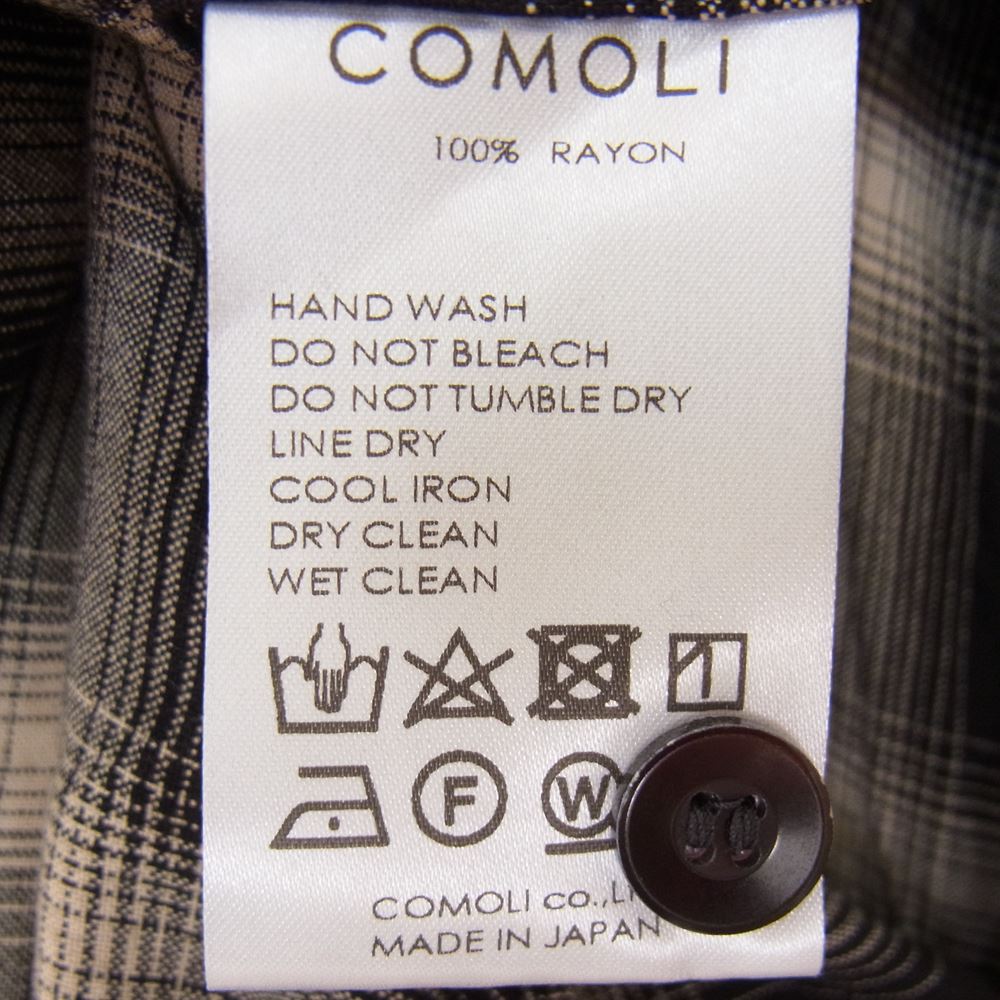 COMOLI
100% RAYON
HAND WASH
DO NOT BLEACH
DO NOT TUMBLE DRY
LINE DRY
COOL IRON
DRY CLEAN
WET CLEAN
F W
COMOLI co.,
MADE IN JAPAN